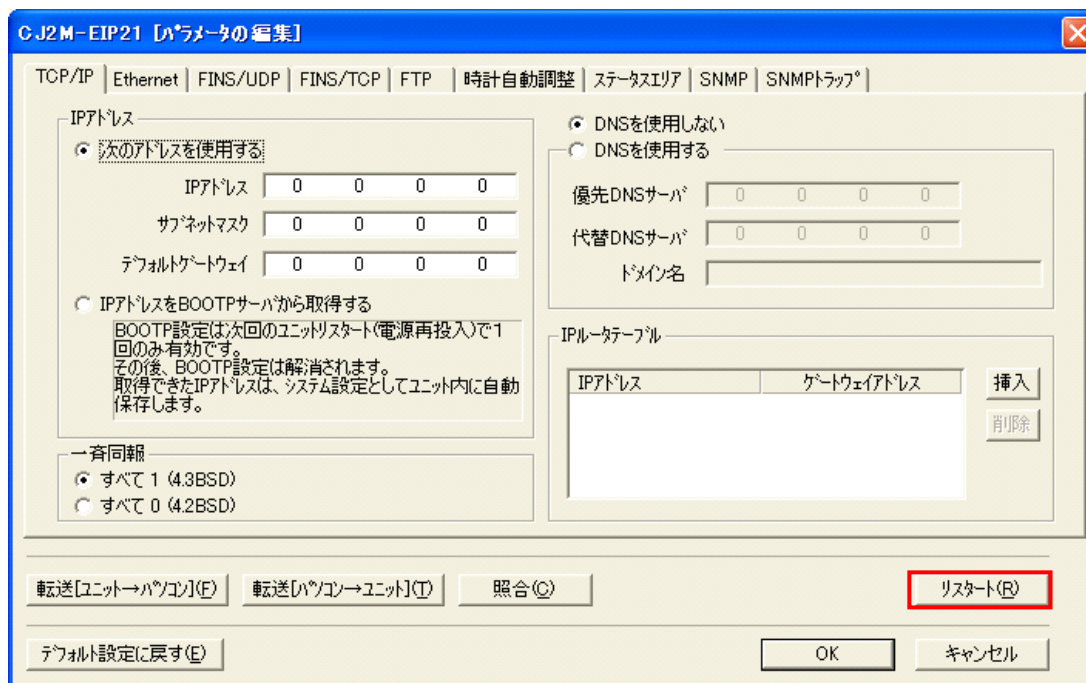 CJ2M-EIP21 [パラメータの編集]
TCP/IP Ethernet FINS/UDP FINS/TCP FTP 時計自動調整 ステータスエリア SNMP SNMPトラップ
IPアドレス
次のアドレスを使用する
IPアドレス 0 0 0 0
サブネットマスク 0 0 0 0
デフォルトゲートウェイ 0 0 0 0
IPアドレスをBOOTPサーバから取得する
BOOTP設定は次回のユニットリスタート(電源再投入)で1
回のみ有効です。
その後、BOOTP設定は解消されます。
取得できたIPアドレスは、システム設定としてユニット内に自動
保存します。
一斉同報
すべて 1 (4.3BSD)
すべて 0 (4.2BSD)
DNSを使用しない
DNSを使用する
優先DNSサーバ 0 0 0 0
代替DNSサーバ 0 0 0 0
ドメイン名
IPルータテーブル
IPアドレス ゲートウェイアドレス
挿入
削除
転送[ユニット→パソコン](F) 転送[パソコン→ユニット](T) 照合(C) リスタート(R)
デフォルト設定に戻す(E) OK キャンセル